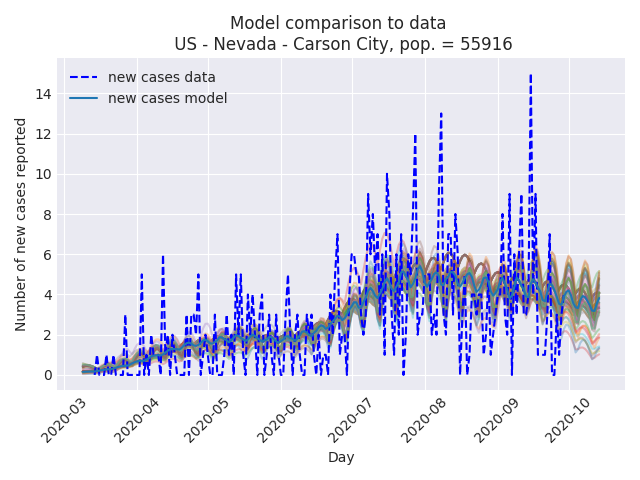 Model comparison to data
US - Nevada - Carson City, pop. = 55916
new cases data
new cases model
Number of new cases reported
14
12
10
8
6
4
2
0
2020-03
2020-04
2020-05
2020-06
2020-07
2020-08
2020-09
2020-10
Day